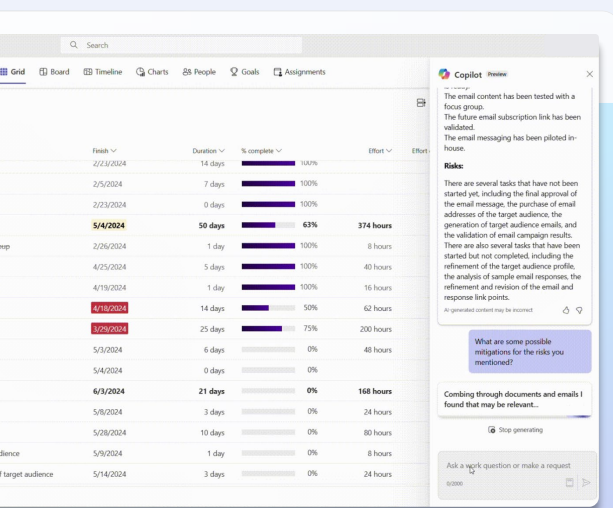 Search
Grid Board Timeline Charts People Goals Assignments
Finish Duration % complete Effort Effort
2/23/2024 14 days 100%
2/5/2024 7 days 100%
2/23/2024 0 days 100%
5/4/2024 50 days 63% 374 hours
2/26/2024 1 day 100% 8 hours
4/25/2024 5 days 100% 40 hours
4/19/2024 1 day 100% 16 hours
4/18/2024 14 days 50% 62 hours
3/29/2024 25 days 75% 200 hours
5/3/2024 6 days 0% 48 hours
5/4/2024 0 days 0%
6/3/2024 21 days 0% 168 hours
5/8/2024 3 days 0% 24 hours
5/28/2024 10 days 0% 80 hours
dience 5/9/2024 1 day 0% 8 hours
f target audience 5/14/2024 3 days 0% 24 hours
Copilot Preview
The email content has been tested with a
focus group.
The future email subscription link has been
validated.
The email messaging has been piloted in-
house.
Risks:
There are several tasks that have not been
started yet, including the final approval of
the email message, the purchase of email
addresses of the target audience, the
generation of target audience emails, and
the validation of email campaign results.
There are also several tasks that have been
started but not completed, including the
refinement of the target audience profile,
the analysis of sample email responses, the
refinement and revision of the email and
response link points.
AI generated content may be incorrect
What are some possible
mitigations for the risks you
mentioned?
Combing through documents and emails I
found that may be relevant...
Stop generating
Ask a work question or make a request
0/2000